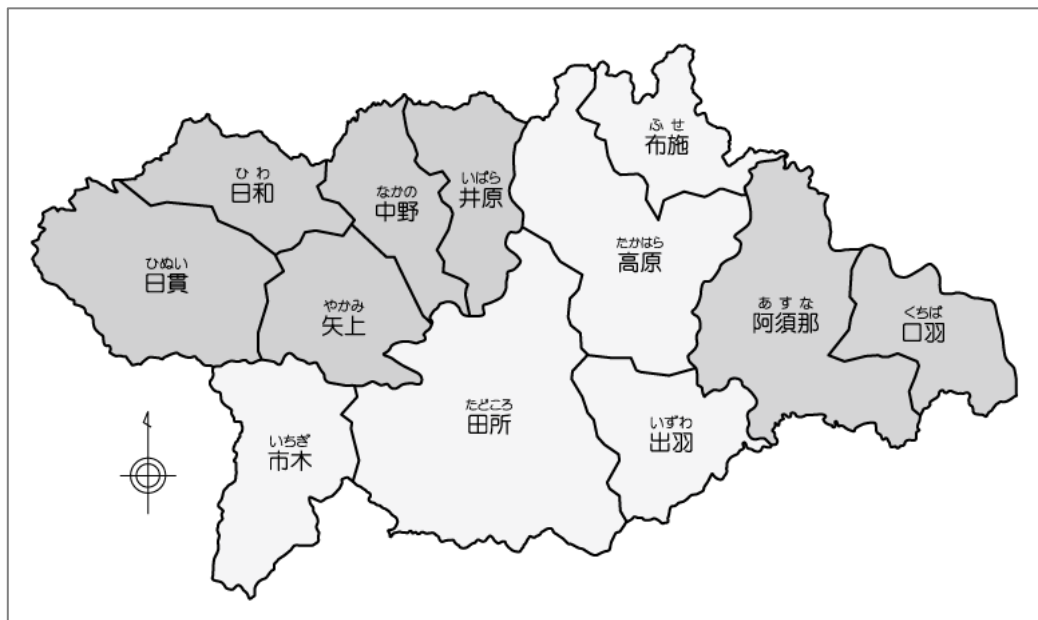 ふせ
布施
ひわ
日和
なかの
中野
いばら
井原
たかはら
高原
ひぬい
日貫
やかみ
矢上
あすな
阿須那
くちば
口羽
たどころ
田所
いずわ
出羽
いちぎ
市木